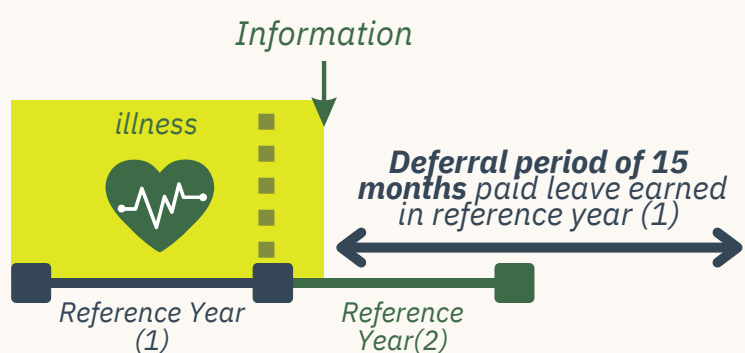 Information
illness
Deferral period of 15
months paid leave earned
in reference year (1)
Reference Year
(1)
Reference
Year(2)